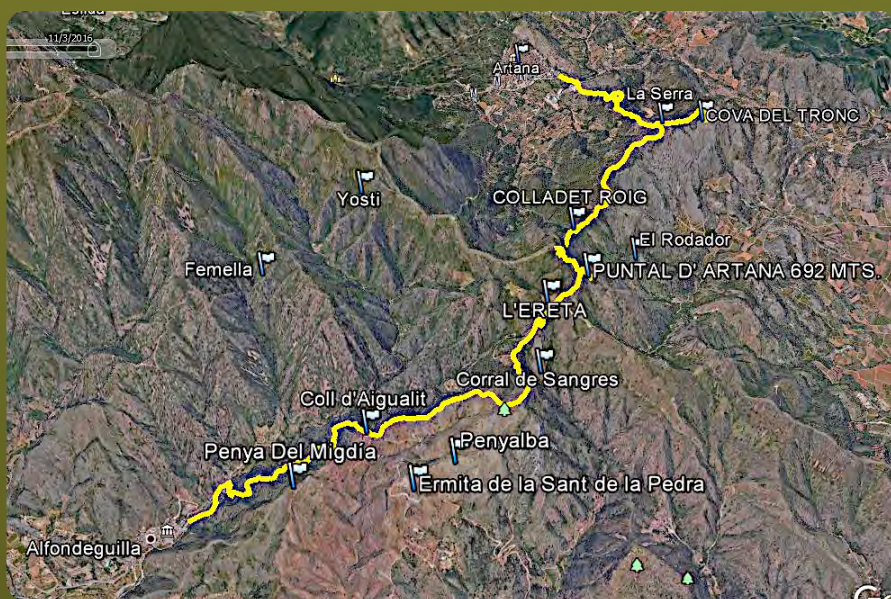 11/3/2016
Artana
La Serra
COVA DEL TRONC
Yosti
COLLADET ROIG
El Rodador
Femella
PUNTAL D' ARTANA 692 MTS.
L'ERETA
Corral de Sangres
Coll d'Aigualit
Penyalba
Penya Del Migdía
Ermita de la Sant de la Pedra
Alfondeguilla